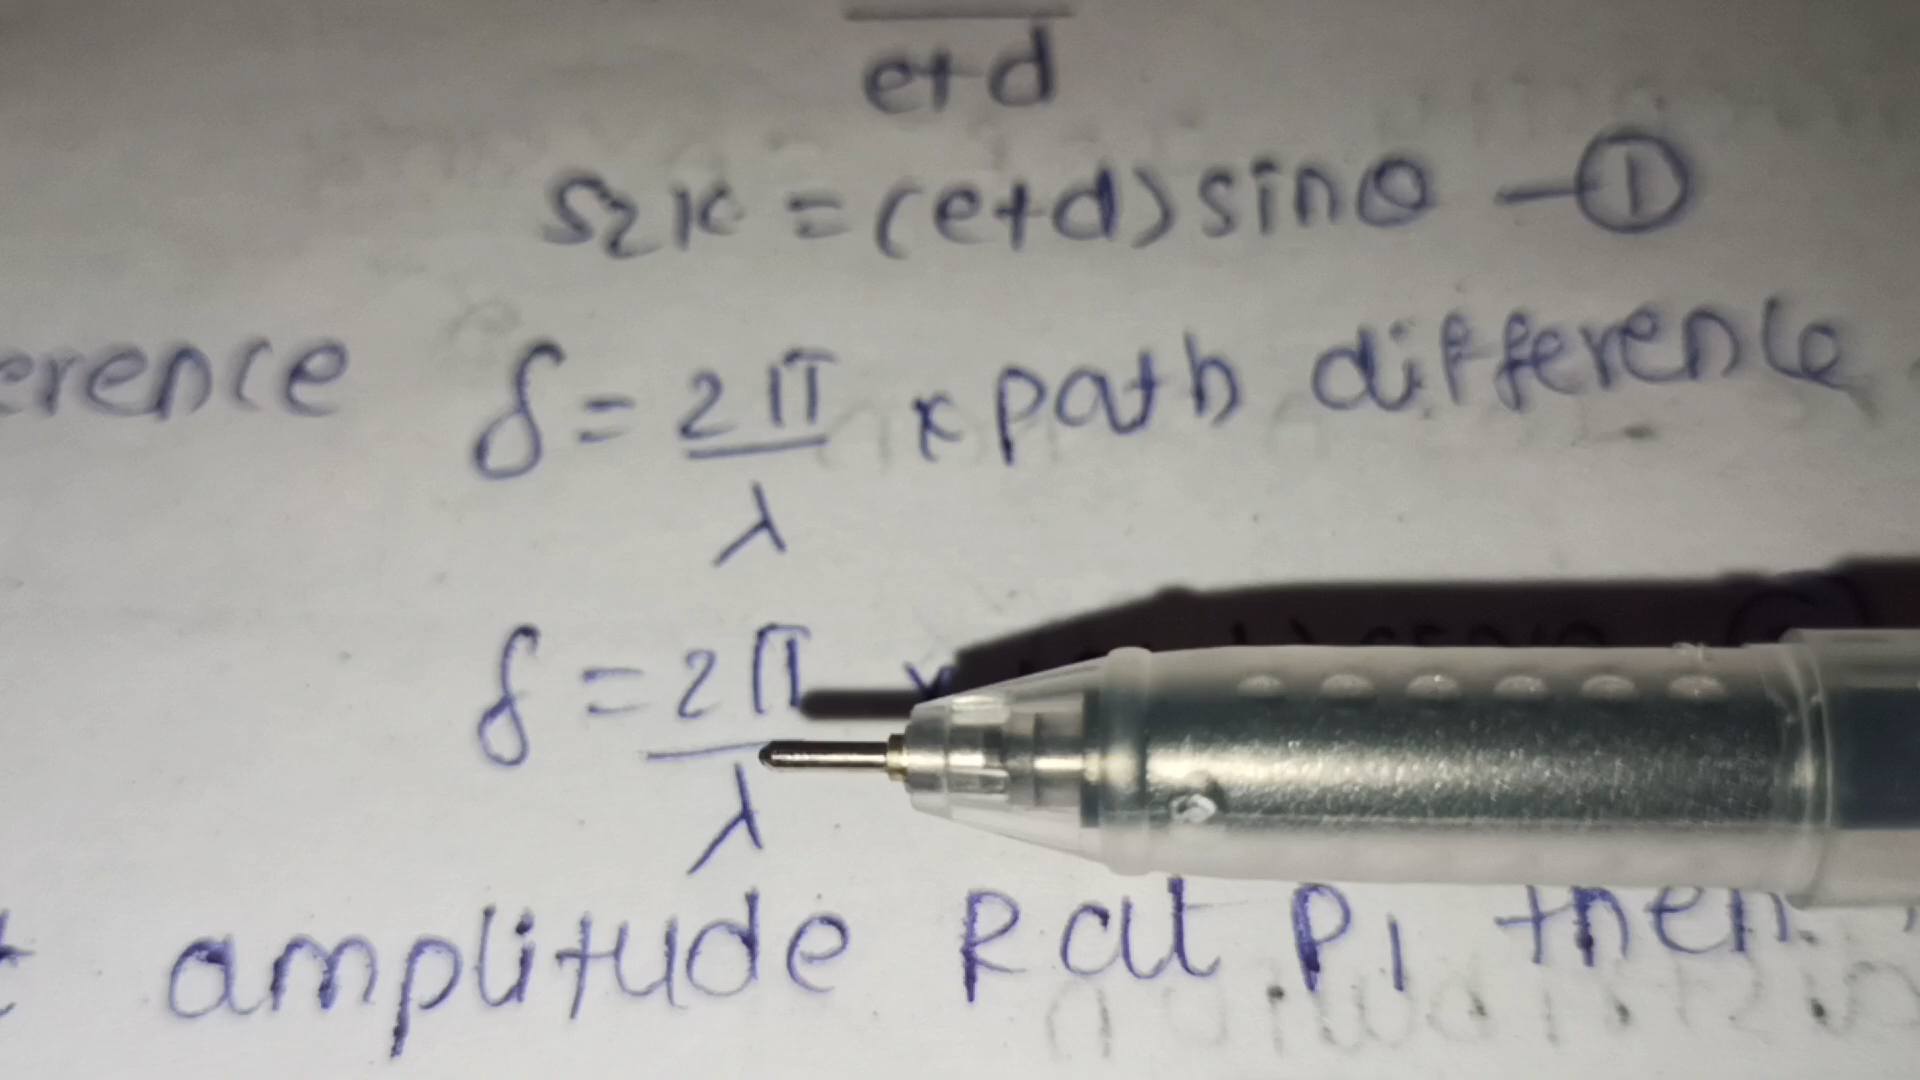 e+d
S₂K = (e+d) sinθ — ①
erence δ = 2π/λ × path difference
δ = 2π/λ ×
amplitude R at P₁ then